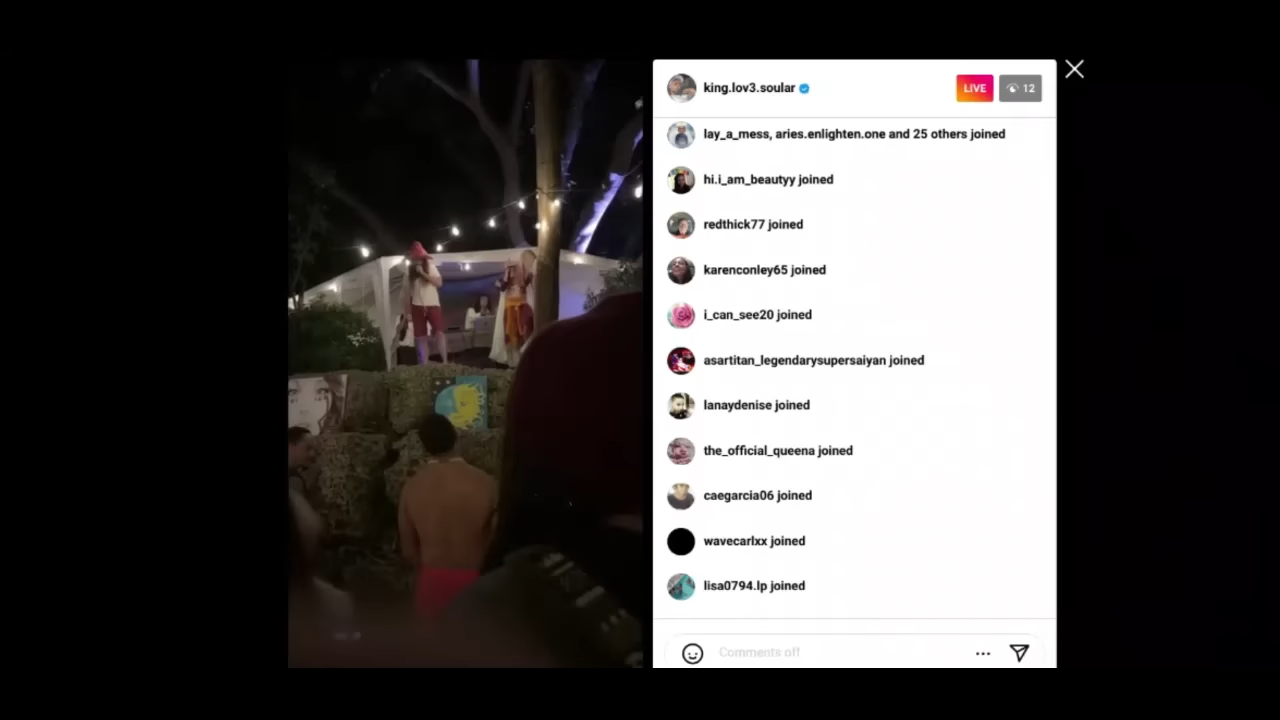 king.lov3.soular
LIVE
12
lay_a_mess, aries.enlighten.one and 25 others joined
hi.i_am_beautyy joined
redthick77 joined
karenconley65 joined
i_can_see20 joined
asartitan_legendarysupersaiyan joined
lanaydenise joined
the_official_queena joined
caegarcia06 joined
wavecarlxx joined
lisa0794.lp joined
Comments off